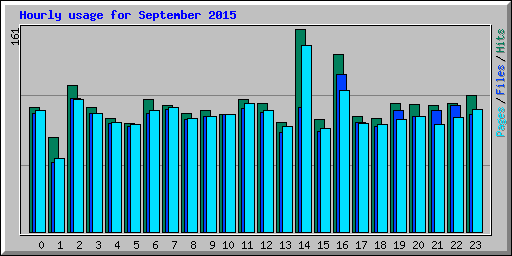 Hourly usage for September 2015
161
Pages/Files/Hits
0 1 2 3 4 5 6 7 8 9 10 11 12 13 14 15 16 17 18 19 20 21 22 23